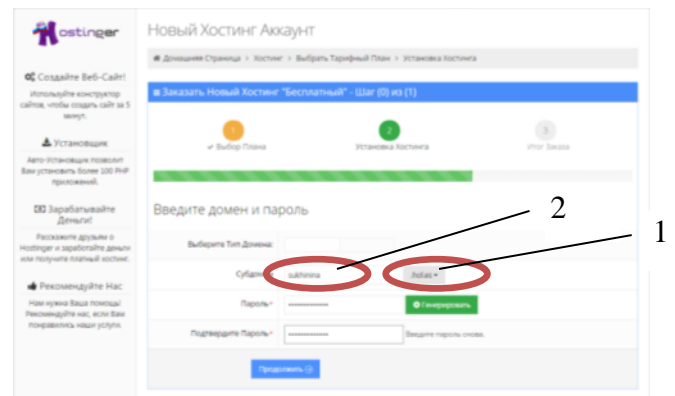 Hostinger
Создайте Веб-Сайт!
Используйте конструктор
сайтов, чтобы создать сайт за 5
минут.
Установщик
Авто-Установщик позволит
Вам установить более 100 PHP
приложений.
Зарабатывайте
Деньги!
Расскажите друзьям о
Hostinger и заработайте деньги
или получите платный хостинг.
Рекомендуйте Нас
Нам нужна Ваша помощь!
Рекомендуйте нас, если Вам
понравились наши услуги.
Новый Хостинг Аккаунт
Домашняя Страница > Хостинг > Выбрать Тарифный План > Установка Хостинга
Заказать Новый Хостинг "Бесплатный" - Шаг (0) из (1)
1 2 3
Выбор Плана Установка Хостинга Итог Заказа
Введите домен и пароль
2
1
Выберите Тип Домена:
Субдомен sukhinina .hol.es
Пароль* Генерировать
Подтвердите Пароль* Введите пароль снова.
Продолжить